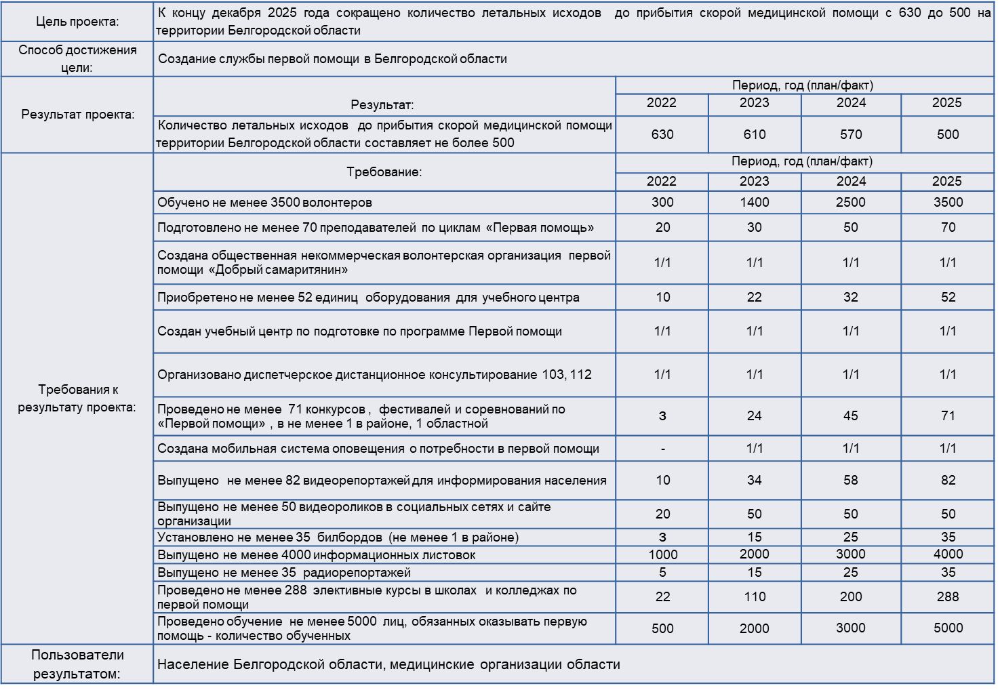 Цель проекта:
К концу декабря 2025 года сокращено количество летальных исходов до прибытия скорой медицинской помощи с 630 до 500 на
территории Белгородской области
Способ достижения
цели:
Создание службы первой помощи в Белгородской области
Результат проекта:
Результат:
Период, год (план/факт)
2022 2023 2024 2025
Количество летальных исходов до прибытия скорой медицинской помощи
территории Белгородской области составляет не более 500
630 610 570 500
Требования к
результату проекта:
Требование:
Период, год (план/факт)
2022 2023 2024 2025
Обучено не менее 3500 волонтеров 300 1400 2500 3500
Подготовлено не менее 70 преподавателей по циклам «Первая помощь» 20 30 50 70
Создана общественная некоммерческая волонтерская организация первой
помощи «Добрый самаритянин»
1/1 1/1 1/1 1/1
Приобретено не менее 52 единиц оборудования для учебного центра 10 22 32 52
Создан учебный центр по подготовке по программе Первой помощи 1/1 1/1 1/1 1/1
Организовано диспетчерское дистанционное консультирование 103, 112 1/1 1/1 1/1 1/1
Проведено не менее 71 конкурсов , фестивалей и соревнований по
«Первой помощи» , в не менее 1 в районе, 1 областной
3 24 45 71
Создана мобильная система оповещения о потребности в первой помощи - 1/1 1/1 1/1
Выпущено не менее 82 видеорепортажей для информирования населения 10 34 58 82
Выпущено не менее 50 видеороликов в социальных сетях и сайте
организации
20 50 50 50
Установлено не менее 35 билбордов (не менее 1 в районе) 3 15 25 35
Выпущено не менее 4000 информационных листовок 1000 2000 3000 4000
Выпущено не менее 35 радиорепортажей 5 15 25 35
Проведено не менее 288 элективные курсы в школах и колледжах по
первой помощи
22 110 200 288
Проведено обучение не менее 5000 лиц, обязанных оказывать первую
помощь - количество обученных
500 2000 3000 5000
Пользователи
результатом:
Население Белгородской области, медицинские организации области